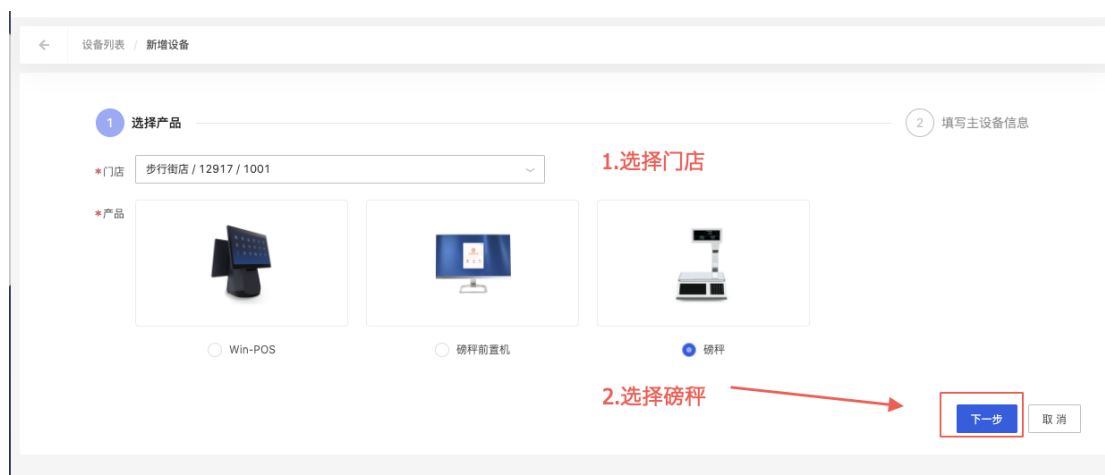 ← 设备列表 / 新增设备
1 选择产品
2 填写主设备信息
*门店 步行街店 / 12917 / 1001
1.选择门店
*产品
Win-POS
磅秤前置机
磅秤
2.选择磅秤
下一步
取消